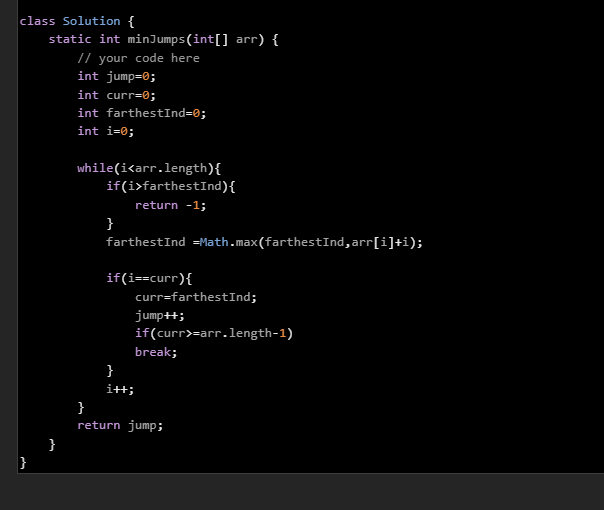 class Solution {
    static int minJumps(int[] arr) {
        // your code here
        int jump=0;
        int curr=0;
        int farthestInd=0;
        int i=0;

        while(i<arr.length){
            if(i>farthestInd){
                return -1;
            }
            farthestInd =Math.max(farthestInd,arr[i]+i);

            if(i==curr){
                curr=farthestInd;
                jump++;
                if(curr>=arr.length-1)
                break;
            }
            i++;
        }
        return jump;
    }
}